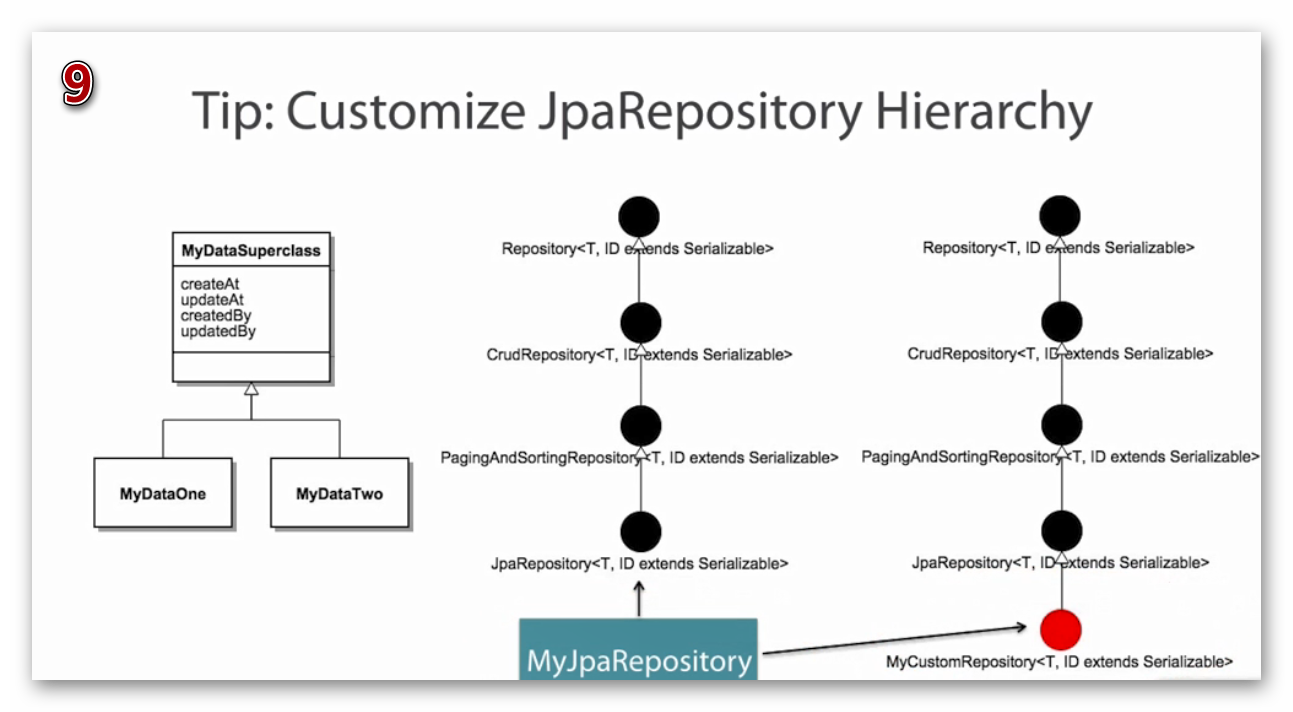 9
Tip: Customize JpaRepository Hierarchy
MyDataSuperclass
createAt
updateAt
createdBy
updatedBy
MyDataOne
MyDataTwo
Repository<T, ID extends Serializable>
CrudRepository<T, ID extends Serializable>
PagingAndSortingRepository<T, ID extends Serializable>
JpaRepository<T, ID extends Serializable>
MyJpaRepository
Repository<T, ID extends Serializable>
CrudRepository<T, ID extends Serializable>
PagingAndSortingRepository<T, ID extends Serializable>
JpaRepository<T, ID extends Serializable>
MyCustomRepository<T, ID extends Serializable>